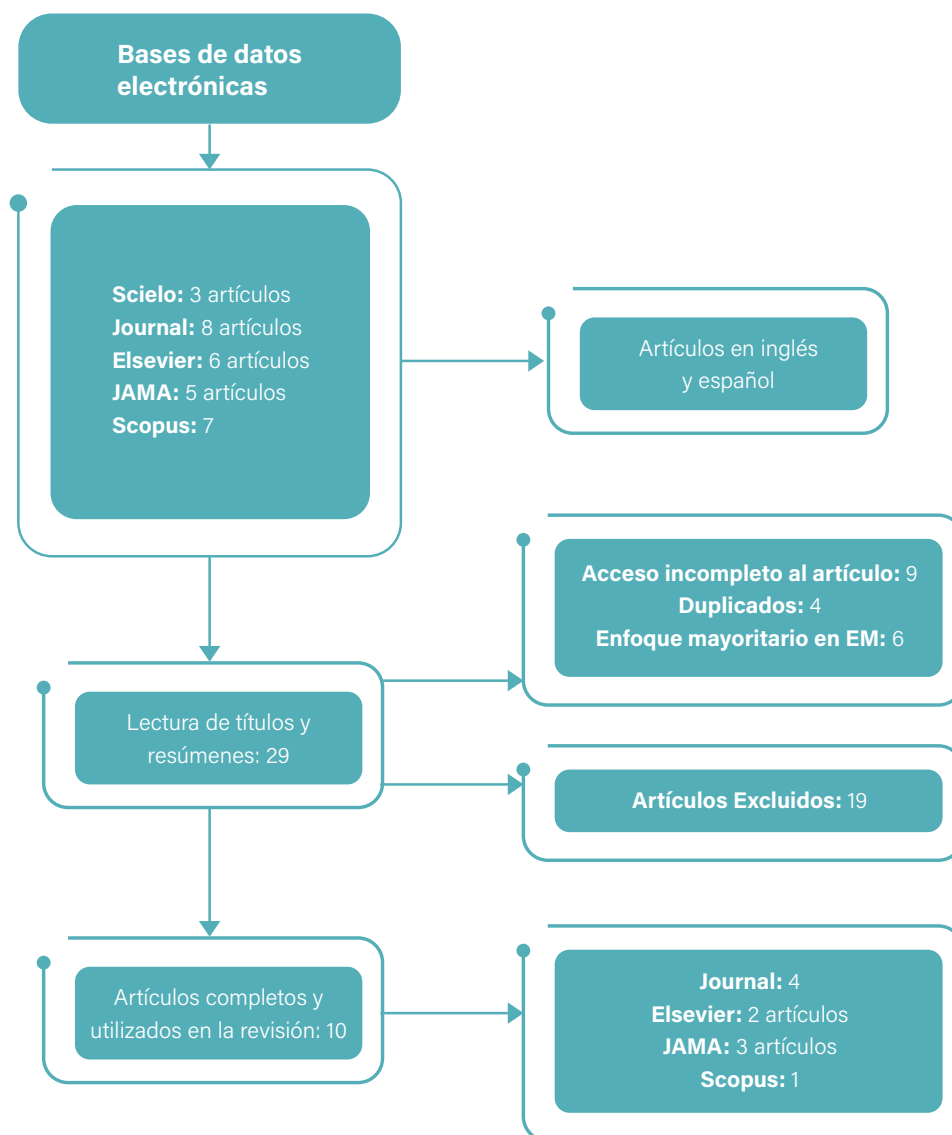 Bases de datos
electrónicas
Scielo: 3 artículos
Journal: 8 artículos
Elsevier: 6 artículos
JAMA: 5 artículos
Scopus: 7
Artículos en inglés
y español
Acceso incompleto al artículo: 9
Duplicados: 4
Enfoque mayoritario en EM: 6
Lectura de títulos y
resúmenes: 29
Artículos Excluidos: 19
Artículos completos y
utilizados en la revisión: 10
Journal: 4
Elsevier: 2 artículos
JAMA: 3 artículos
Scopus: 1